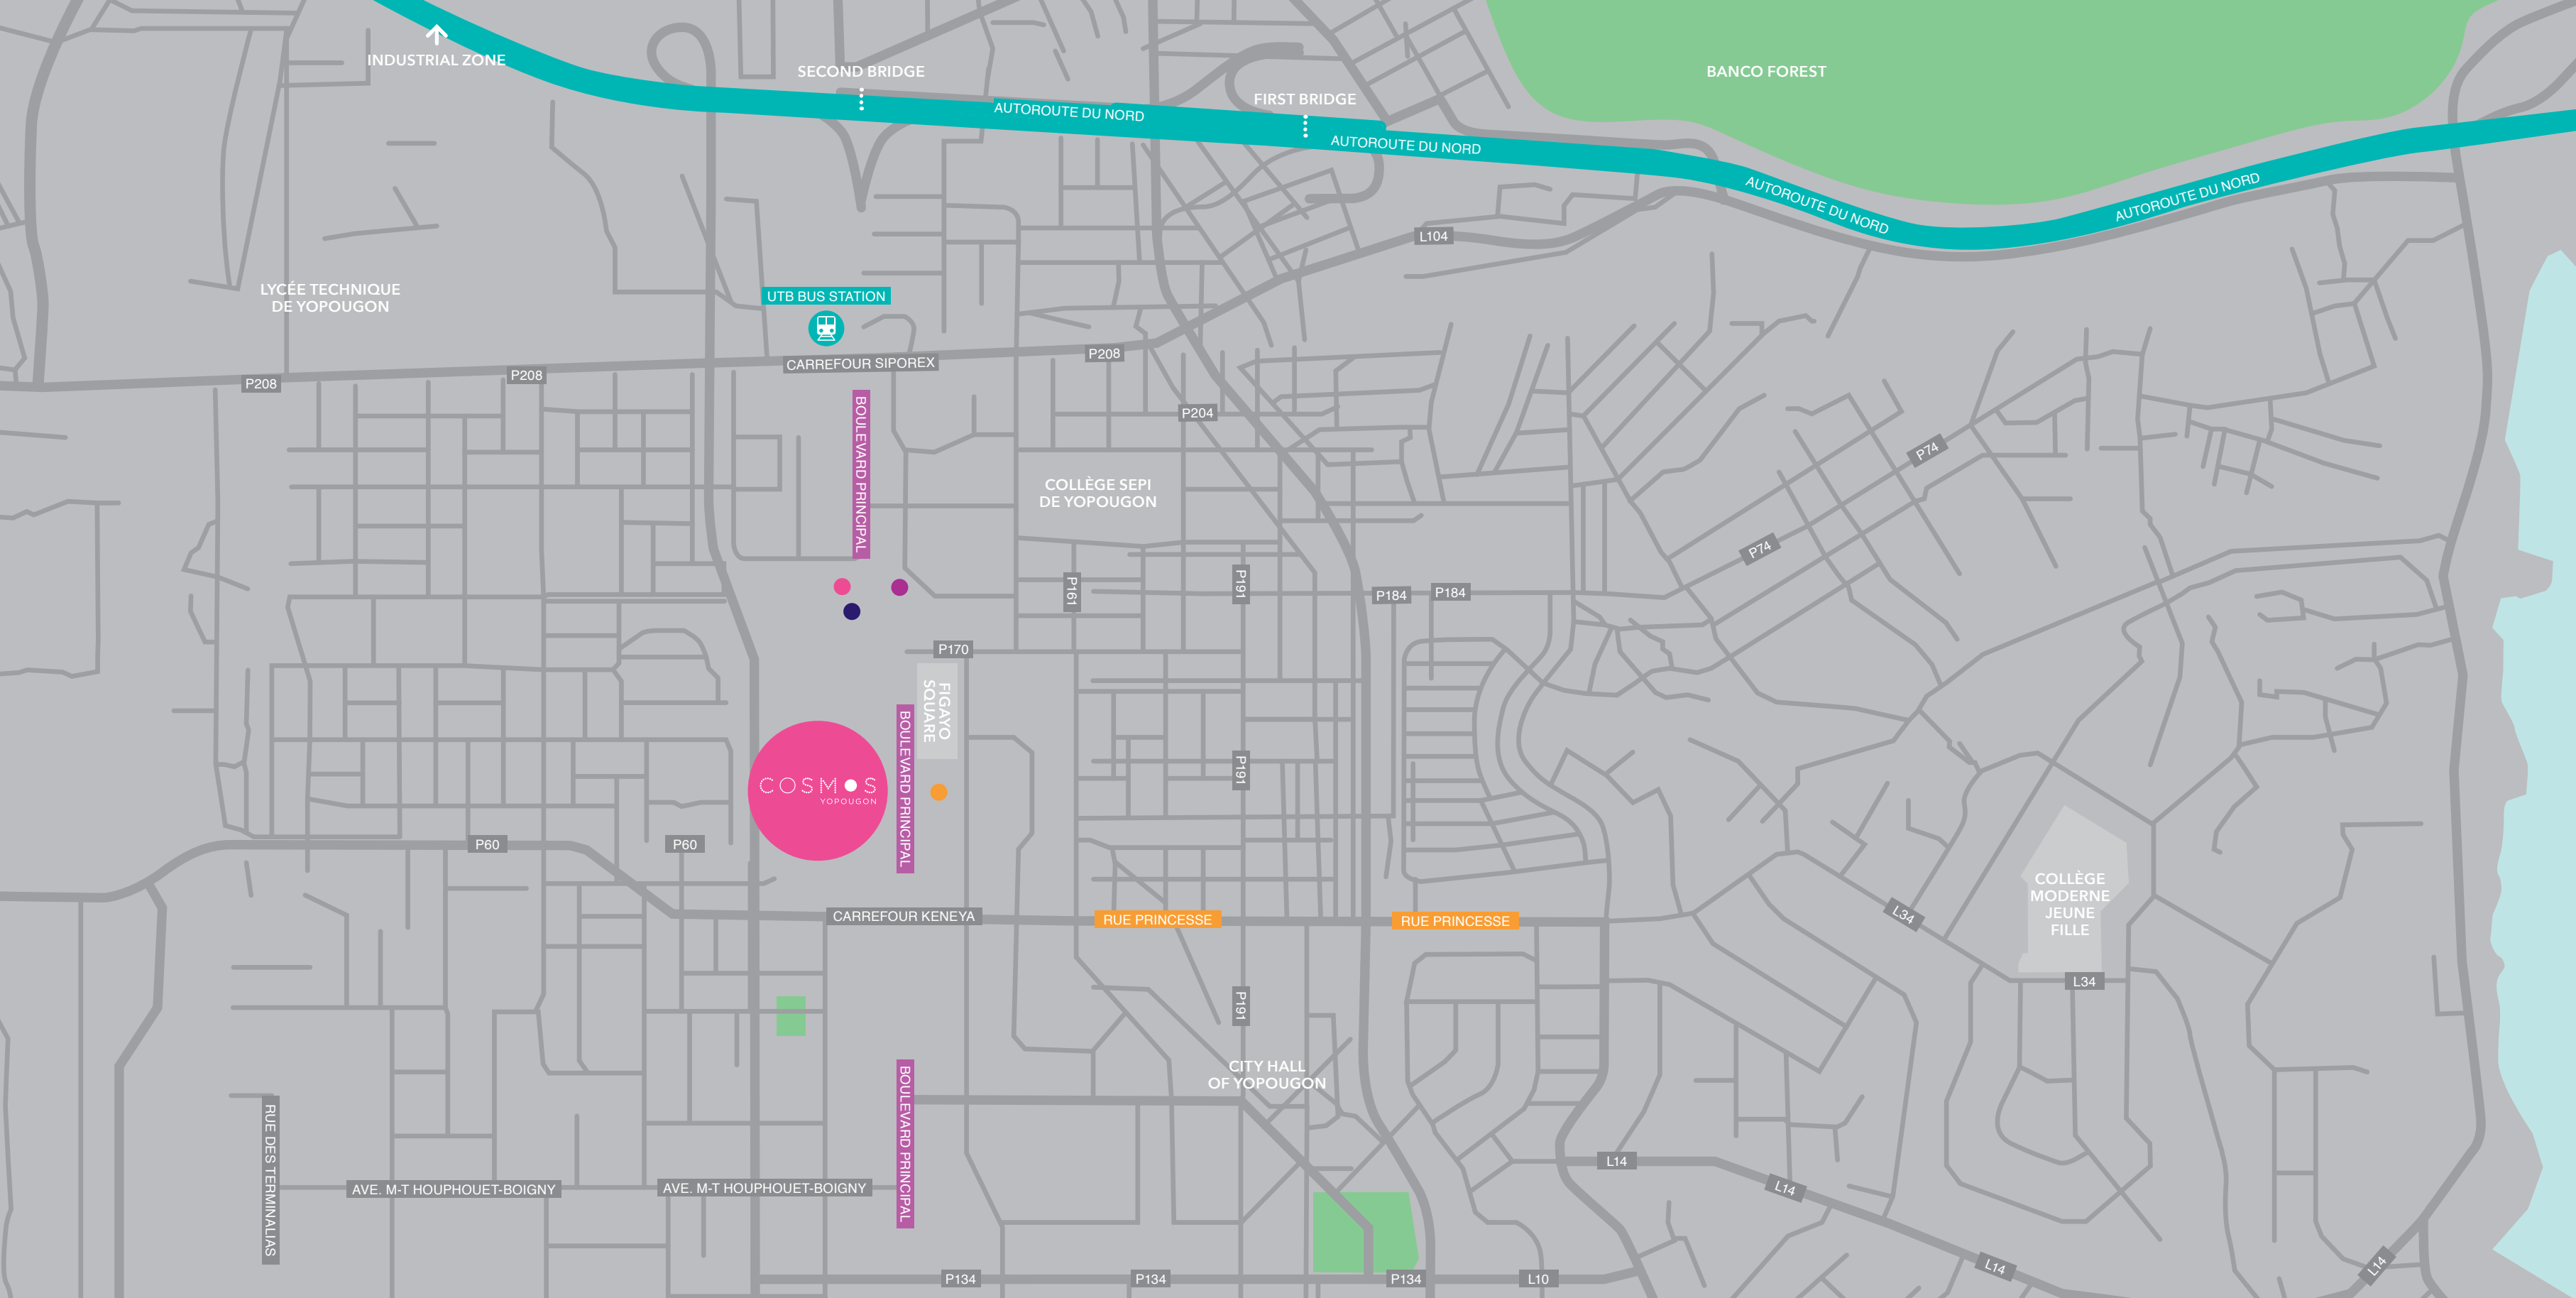 INDUSTRIAL ZONE
SECOND BRIDGE
BANCO FOREST
FIRST BRIDGE
AUTOROUTE DU NORD
AUTOROUTE DU NORD
AUTOROUTE DU NORD
AUTOROUTE DU NORD
L104
LYCÉE TECHNIQUE
DE YOPOUGON
UTB BUS STATION
CARREFOUR SIPOREX
P208
P208
P208
P204
BOULEVARD PRINCIPAL
COLLÈGE SEPI
DE YOPOUGON
P74
P74
P161
P191
P184
P184
P170
FIGAYO
SQUARE
BOULEVARD PRINCIPAL
COSMOS
YOPOUGON
P191
P60
P60
CARREFOUR KENEYA
RUE PRINCESSE
RUE PRINCESSE
L34
COLLÈGE
MODERNE
JEUNE
FILLE
L34
P191
CITY HALL
OF YOPOUGON
BOULEVARD PRINCIPAL
RUE DES TERMINALIAS
AVE. M-T HOUPHOUET-BOIGNY
AVE. M-T HOUPHOUET-BOIGNY
L14
L14
L14
L14
P134
P134
P134
L10